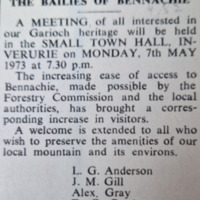 THE BAILIES OF BENNACHIE
A MEETING of all interested in
our Garioch heritage will be held
in the SMALL TOWN HALL, IN-
VERURIE on MONDAY, 7th MAY
1973 at 7.30 p.m.
The increasing ease of access to
Bennachie, made possible by the
Forestry Commission and the local
authorities, has brought a corres-
ponding increase in visitors.
A welcome is extended to all who
wish to preserve the amenities of our
local mountain and its environs.
L. G. Anderson
J. M. Gill
Alex. Gray